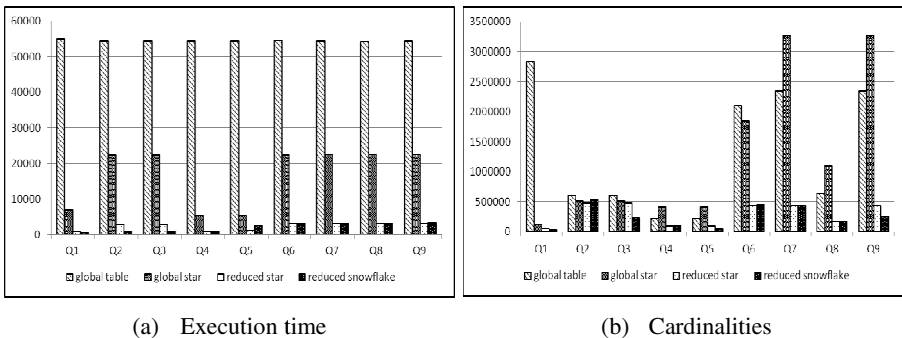 60000
50000
40000
30000
20000
10000
0
Q1 Q2 Q3 Q4 Q5 Q6 Q7 Q8 Q9
global table global star reduced star reduced snowflake
(a) Execution time
3500000
3000000
2500000
2000000
1500000
1000000
500000
0
Q1 Q2 Q3 Q4 Q5 Q6 Q7 Q8 Q9
global table global star reduced star reduced snowflake
(b) Cardinalities